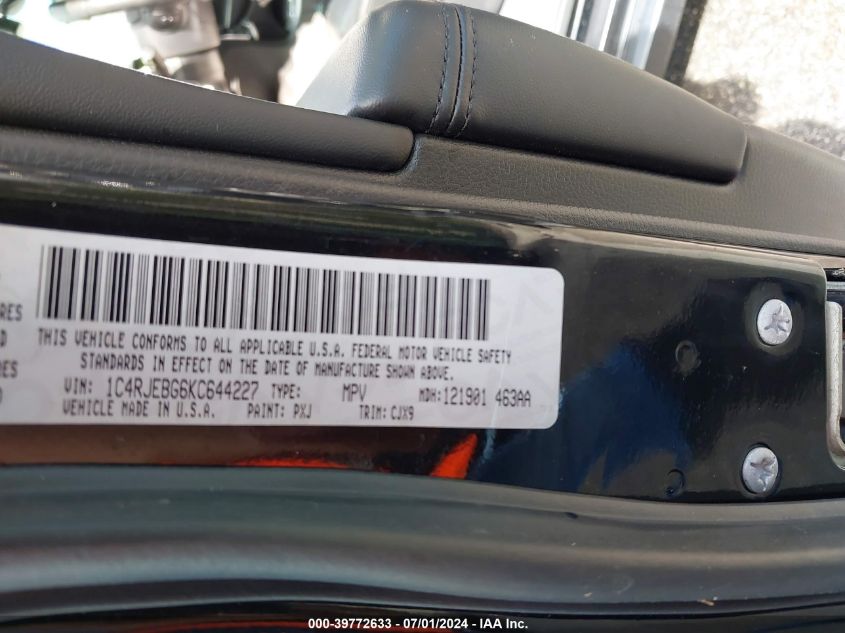 RES
THIS VEHICLE CONFORMS TO ALL APPLICABLE U.S.A. FEDERAL MOTOR VEHICLE SAFETY
STANDARDS IN EFFECT ON THE DATE OF MANUFACTURE SHOWN ABOVE.
VIN: 1C4RJEBG6KC644227 TYPE: MPV MDH:121901 463AA
VEHICLE MADE IN U.S.A. PAINT: PXJ TRIM: CJX9
000-39772633 - 07/01/2024 - IAA Inc.